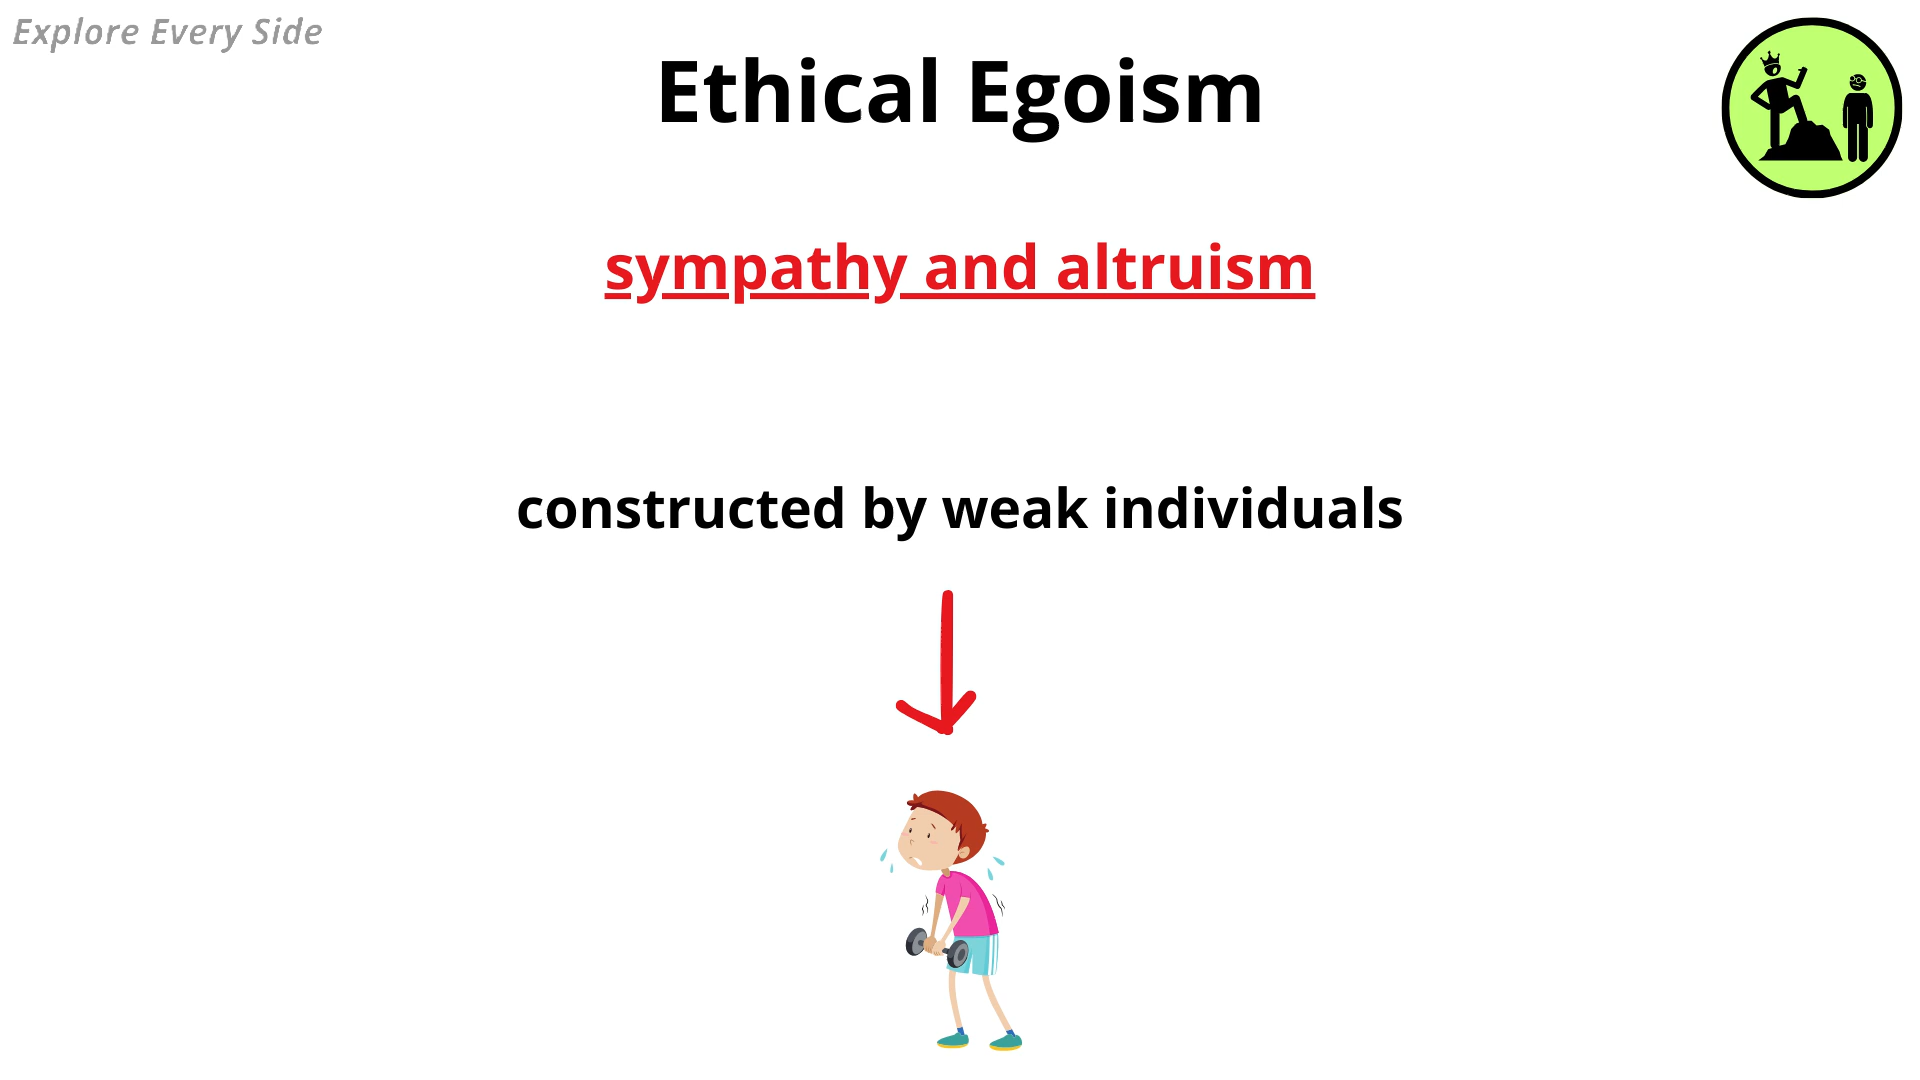 Explore Every Side
Ethical Egoism
sympathy and altruism
constructed by weak individuals